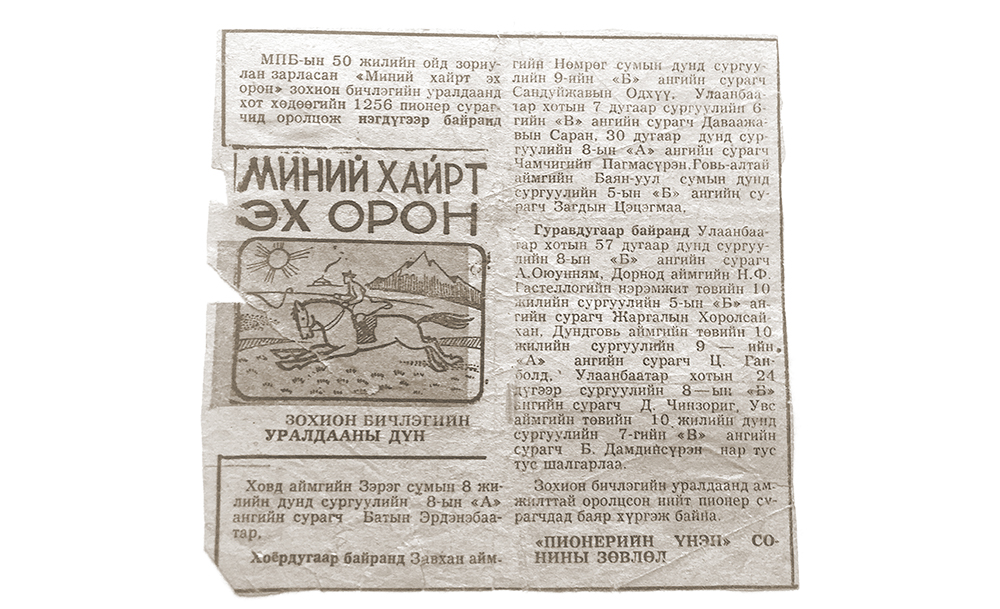 МПБ-ын 50 жилийн ойд зориу-
лан зарласан «Миний хайрт эх
орон» зохион бичлэгийн уралдаанд
хот хөдөөгийн 1256 пионер сураг-
чид оролцож нэгдүгээр байранд
МИНИЙ ХАЙРТ
ЭХ ОРОН
ЗОХИОН БИЧЛЭГИЙН
УРАЛДААНЫ ДҮН
Ховд аймгийн Зэрэг сумын 8 жи-
лийн дунд сургуулийн 8-ын «А»
ангийн сурагч Батын Эрдэнэбаа-
тар,
Хоёрдугаар байранд Завхан айм-
гийн Нөмрөг сумын дунд сургуу-
лийн 9-ийн «Б» ангийн сурагч
Сандуйжавын Одхүү, Улаанбаа-
тар хотын 7 дугаар сургуулийн 6-
гийн «В» ангийн сурагч Даваажа-
вын Саран, 30 дугаар дунд сур-
гуулийн 8-ын «А» ангийн сурагч
Чамчигийн Пагмасүрэн, Говь-алтай
аймгийн Баян-уул сумын дунд
сургуулийн 5-ын «Б» ангийн су-
рагч Загдын Цэцэгмаа,
Гуравдугаар байранд Улаанбаа-
тар хотын 57 дугаар дунд сургуу-
лийн 8-ын «Б» ангийн сурагч
А.Оюунням, Дорнод аймгийн Н.Ф.
Гастеллогийн нэрэмжит төвийн 10
жилийн сургуулийн 5-ын «Б» ан-
гийн сурагч Жаргалын Хоролсай-
хан, Дундговь аймгийн төвийн 10
жилийн сургуулийн 9 — ийн
«А» ангийн сурагч Ц. Ган-
болд, Улаанбаатар хотын 24
дүгээр сургуулийн 8—ын «Б»
ангийн сурагч Д. Чинзориг, Увс
аймгийн төвийн 10 жилийн дунд
сургуулийн 7-гийн «В» ангийн
сурагч Б. Дамдийсүрэн нар тус
тус шалгарлаа.
Зохион бичлэгийн уралдаанд ам-
жилттай оролцсон нийт пионер су-
рагчдад баяр хүргэж байна.
«ПИОНЕРИЙН ҮНЭН» СО-
НИНЫ ЗӨВЛӨЛ